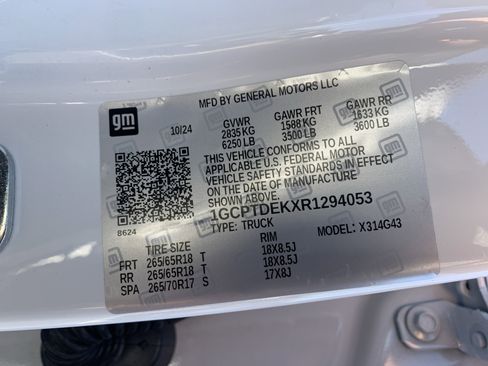 MFD BY GENERAL MOTORS LLC
gm
10/24 GVWR GAWR FRT GAWR RR
2835 KG 1588 KG 1633 KG
6250 LB 3500 LB 3600 LB
THIS VEHICLE CONFORMS TO ALL
APPLICABLE U.S. FEDERAL MOTOR
VEHICLE SAFETY STANDARDS IN EFFECT
ON THE DATE OF MANUFACTURE SHOWN ABOVE.
1GCPTDEKXR1294053
8624 TYPE: TRUCK MODEL: X314G43
TIRE SIZE RIM
FRT 265/65R18 T 18X8.5J
RR 265/65R18 T 18X8.5J
SPA 265/70R17 S 17X8J